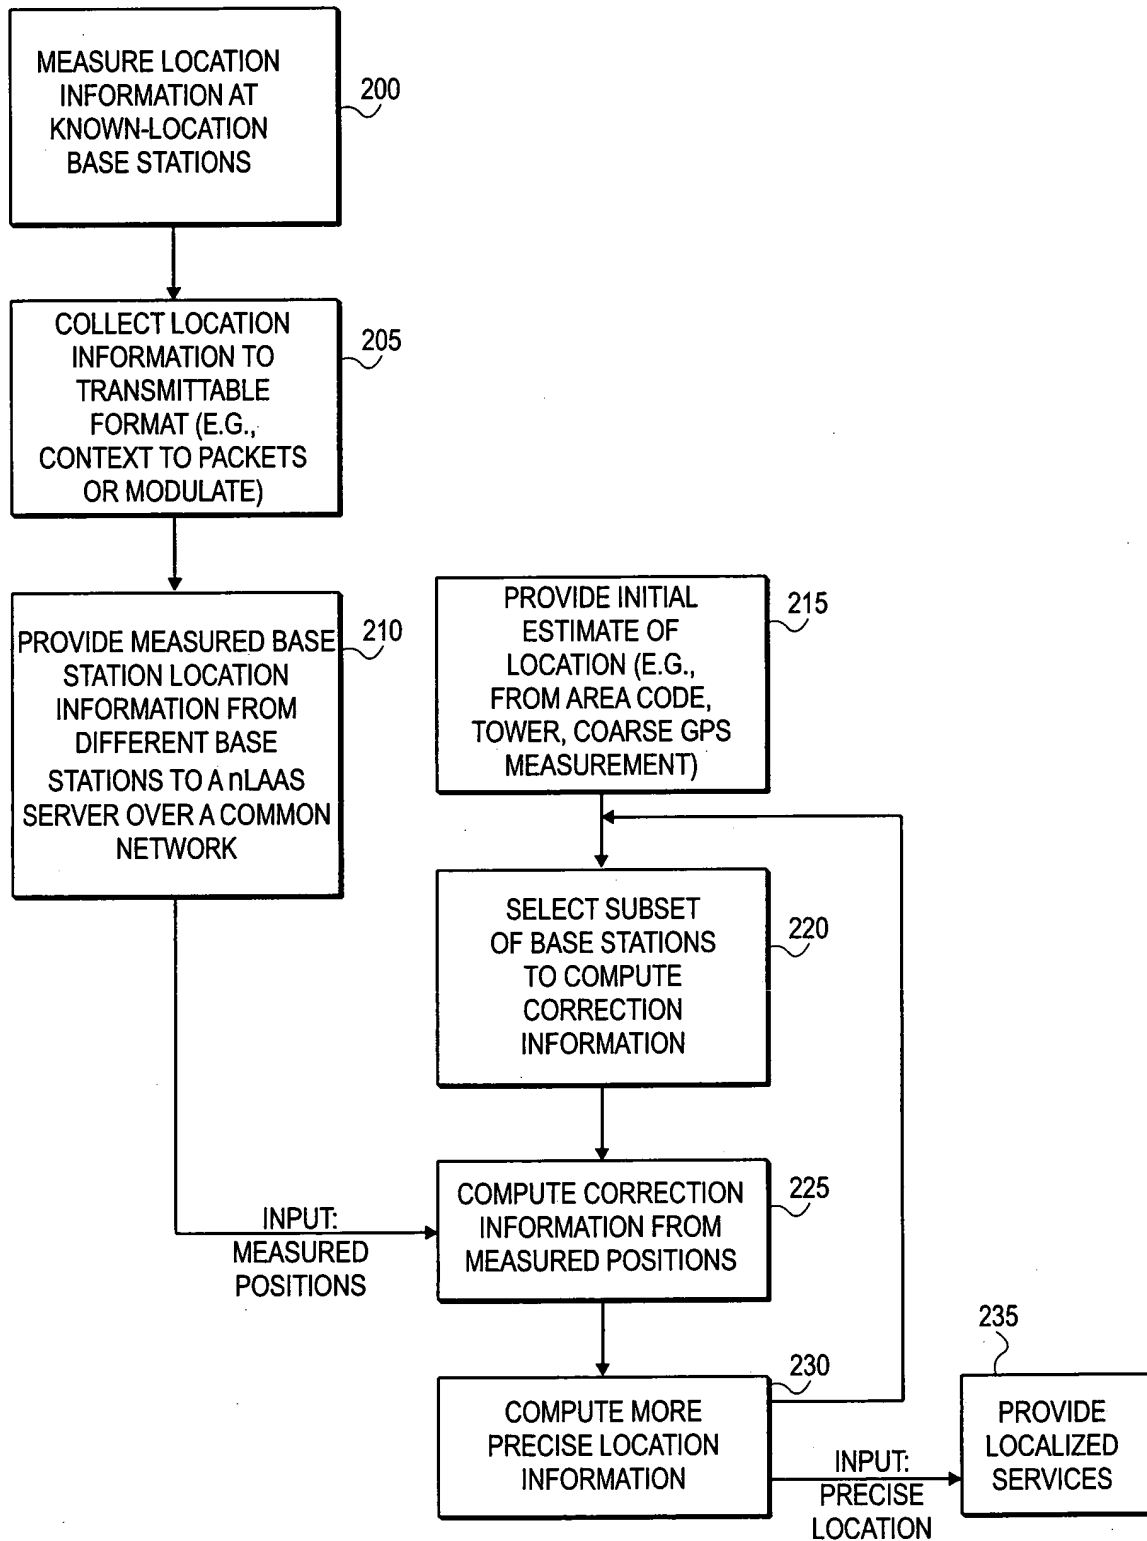 MEASURE LOCATION
INFORMATION AT
KNOWN-LOCATION
BASE STATIONS
200
COLLECT LOCATION
INFORMATION TO
TRANSMITTABLE
FORMAT (E.G.,
CONTEXT TO PACKETS
OR MODULATE)
205
PROVIDE MEASURED BASE
STATION LOCATION
INFORMATION FROM
DIFFERENT BASE
STATIONS TO A nLAAS
SERVER OVER A COMMON
NETWORK
210
PROVIDE INITIAL
ESTIMATE OF
LOCATION (E.G.,
FROM AREA CODE,
TOWER, COARSE GPS
MEASUREMENT)
215
SELECT SUBSET
OF BASE STATIONS
TO COMPUTE
CORRECTION
INFORMATION
220
INPUT:
MEASURED
POSITIONS
COMPUTE CORRECTION
INFORMATION FROM
MEASURED POSITIONS
225
COMPUTE MORE
PRECISE LOCATION
INFORMATION
230
INPUT:
PRECISE
LOCATION
235
PROVIDE
LOCALIZED
SERVICES